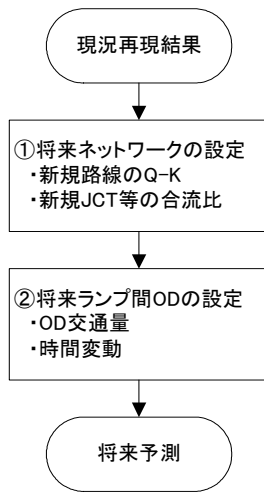 現況再現結果
①将来ネットワークの設定
・新規路線のQ-K
・新規JCT等の合流比
②将来ランプ間ODの設定
・OD交通量
・時間変動
将来予測